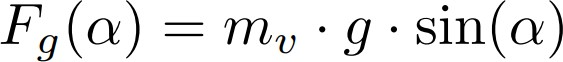 F_g(α) = m_v · g · sin(α)